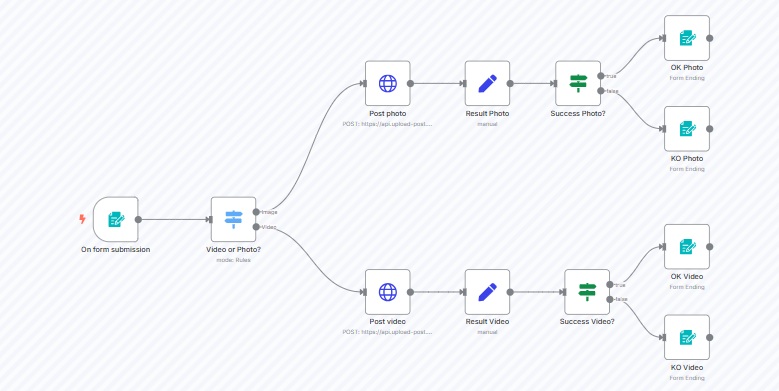 OK Photo
Form Ending
true
false
Post photo
POST: https://api.upload-post....
Result Photo
manual
Success Photo?
KO Photo
Form Ending
Image
Video
On form submission
Video or Photo?
mode: Rules
OK Video
Form Ending
true
false
Post video
POST: https://api.upload-post....
Result Video
manual
Success Video?
KO Video
Form Ending